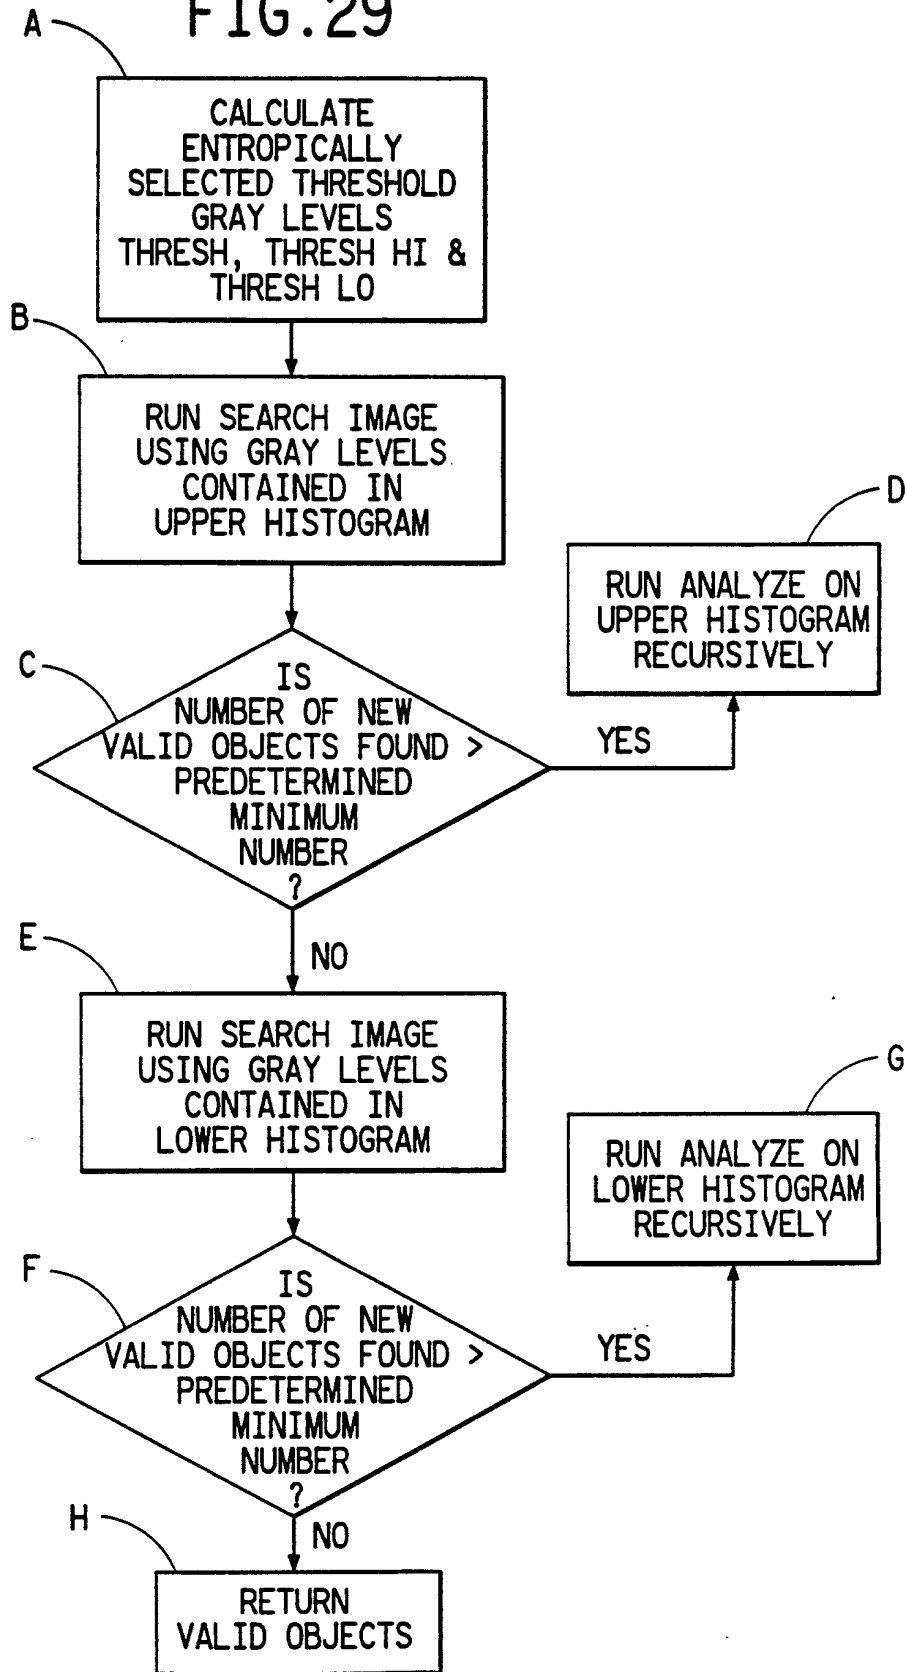 FIG.29
A
CALCULATE
ENTROPICALLY
SELECTED THRESHOLD
GRAY LEVELS
THRESH, THRESH HI &
THRESH LO
B
RUN SEARCH IMAGE
USING GRAY LEVELS
CONTAINED IN
UPPER HISTOGRAM
C
IS
NUMBER OF NEW
VALID OBJECTS FOUND >
PREDETERMINED
MINIMUM
NUMBER
?
YES
D
RUN ANALYZE ON
UPPER HISTOGRAM
RECURSIVELY
NO
E
RUN SEARCH IMAGE
USING GRAY LEVELS
CONTAINED IN
LOWER HISTOGRAM
F
IS
NUMBER OF NEW
VALID OBJECTS FOUND >
PREDETERMINED
MINIMUM
NUMBER
?
YES
G
RUN ANALYZE ON
LOWER HISTOGRAM
RECURSIVELY
NO
H
RETURN
VALID OBJECTS